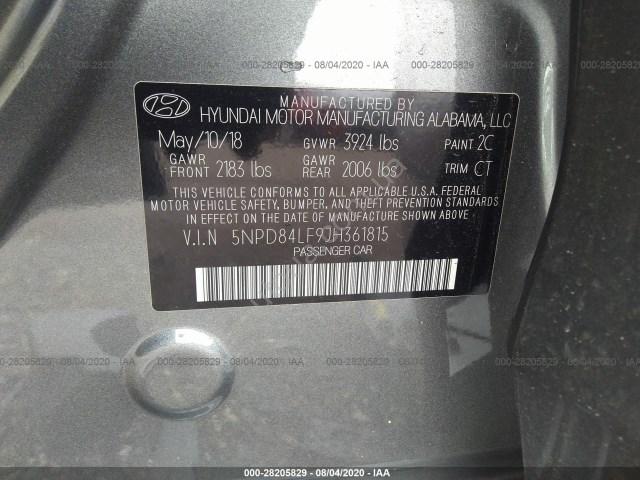 000-28205829 - 08/04/2020 - IAA
MANUFACTURED BY
HYUNDAI MOTOR MANUFACTURING ALABAMA, LLC
May/10/18 GVWR 3924 lbs PAINT 2C
GAWR FRONT 2183 lbs GAWR REAR 2006 lbs TRIM CT
THIS VEHICLE CONFORMS TO ALL APPLICABLE U.S.A. FEDERAL
MOTOR VEHICLE SAFETY, BUMPER, AND THEFT PREVENTION STANDARDS
IN EFFECT ON THE DATE OF MANUFACTURE SHOWN ABOVE.
V.I.N 5NPD84LF9JH361815
PASSENGER CAR
000-28205829 - 08/04/2020 - IAA
000-28205829 - 08/04/2020 - IAA